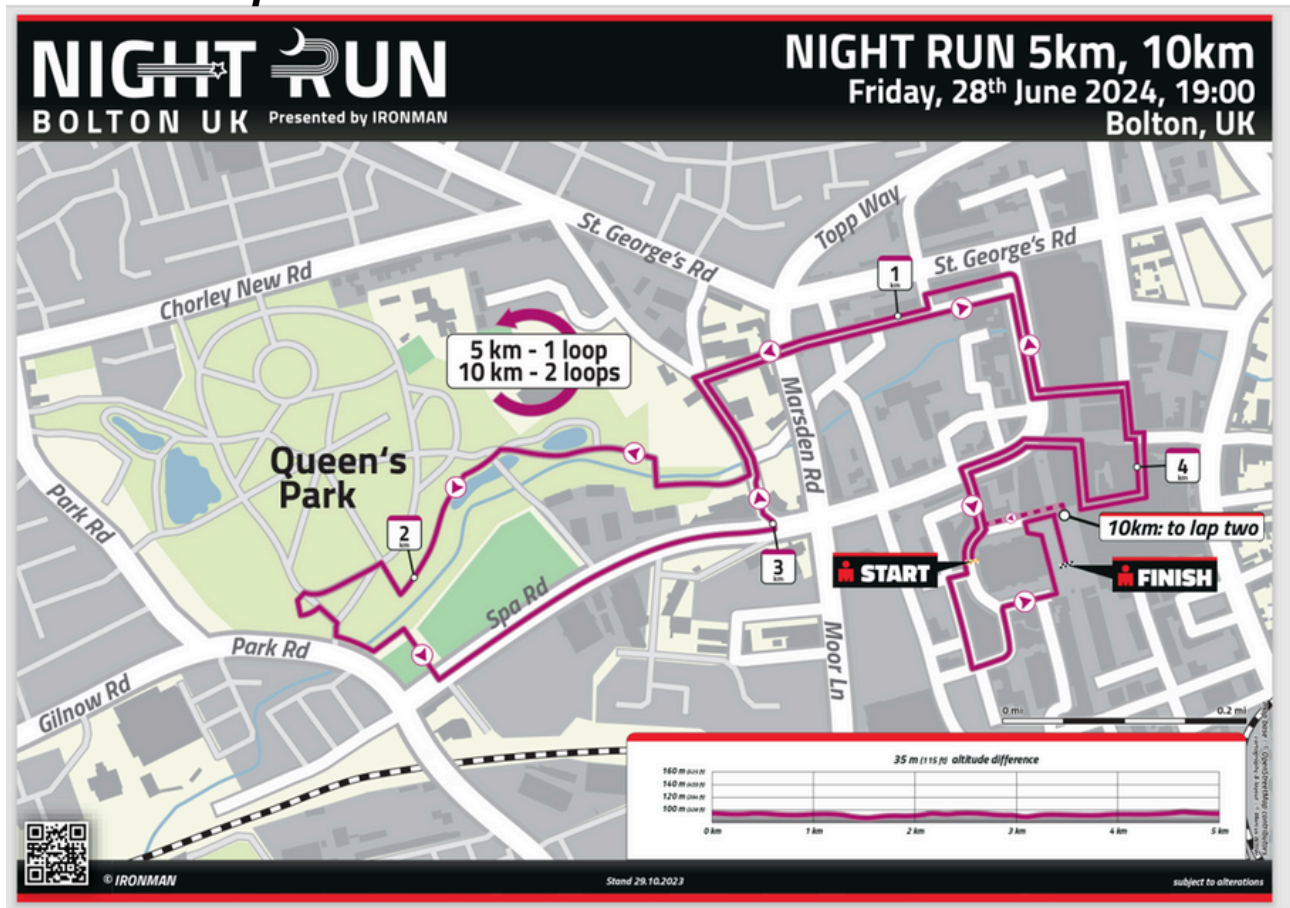 NIGHT RUN
BOLTON UK Presented by IRONMAN
NIGHT RUN 5km, 10km
Friday, 28th June 2024, 19:00
Bolton, UK
Topp Way
St. George's Rd
St. George's Rd
Chorley New Rd
1
km
5 km - 1 loop
10 km - 2 loops
Marsden Rd
Queen's
Park
4
km
Park Rd
2
km
10km: to lap two
3
km
START
FINISH
Spa Rd
Park Rd
Moor Ln
Gilnow Rd
0 mi 0.2 mi
35 m (115 ft) altitude difference
160 m
140 m
120 m
100 m
0 km 1 km 2 km 3 km 4 km 5 km
© IRONMAN
Stand 29.10.2023
subject to alterations